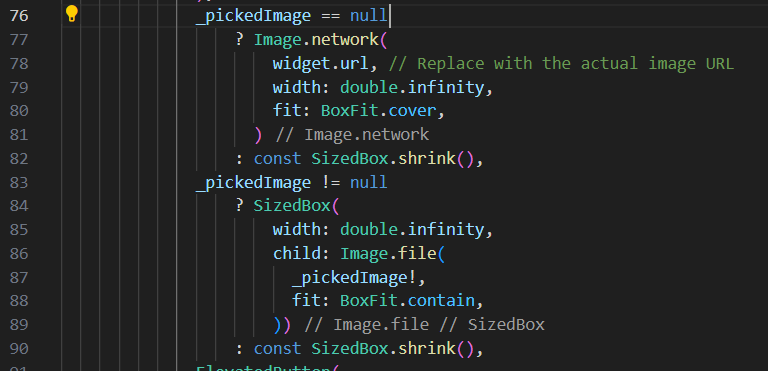 76 _pickedImage == null
77 ? Image.network(
78 widget.url, // Replace with the actual image URL
79 width: double.infinity,
80 fit: BoxFit.cover,
81 ) // Image.network
82 : const SizedBox.shrink(),
83 _pickedImage != null
84 ? SizedBox(
85 width: double.infinity,
86 child: Image.file(
87 _pickedImage!,
88 fit: BoxFit.contain,
89 )) // Image.file // SizedBox
90 : const SizedBox.shrink(),
91 ElevatedButton(